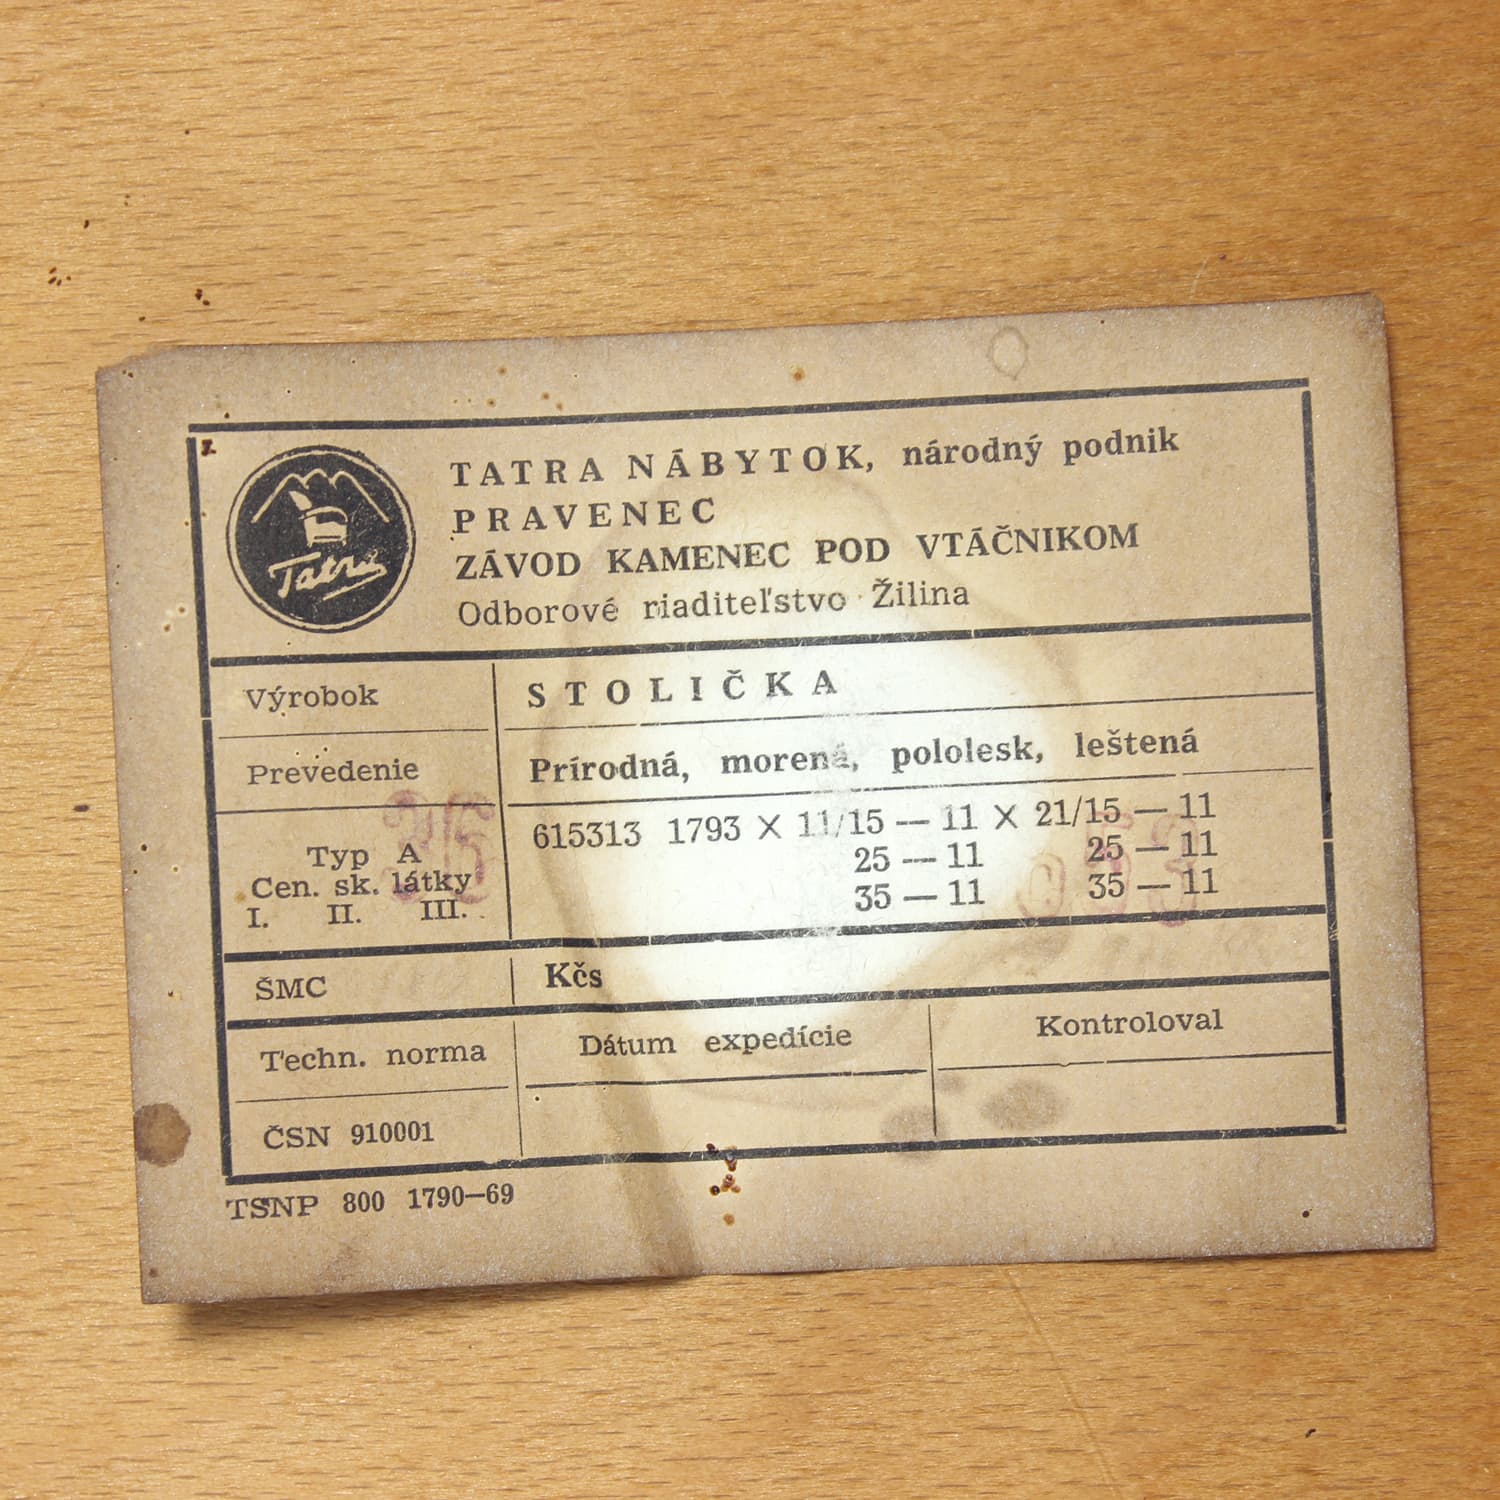 Tatra
TATRA NÁBYTOK, národný podnik
PRAVENEC
ZÁVOD KAMENEC POD VTÁČNIKOM
Odborové riaditeľstvo Žilina
Výrobok STOLIČKA
Prevedenie Prírodná, morená, pololesk, leštená
615313 1793 X 11/15 — 11 X 21/15 — 11
Typ A 25 — 11 25 — 11
Cen. sk. látky 35 — 11 35 — 11
I. II. III.
ŠMC Kčs
Techn. norma Dátum expedície Kontroloval
ČSN 910001
TSNP 800 1790—69